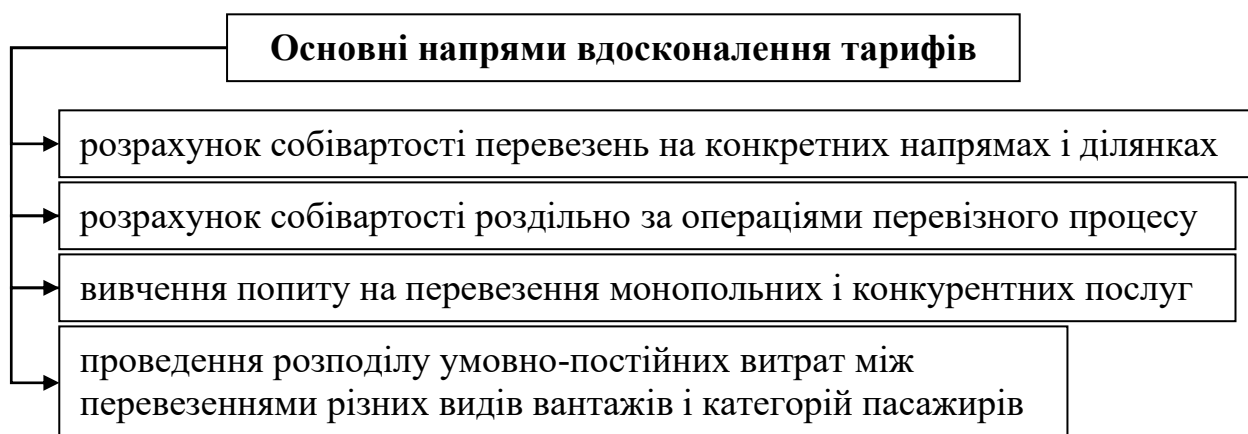 Основні напрями вдосконалення тарифів
розрахунок собівартості перевезень на конкретних напрямах і ділянках
розрахунок собівартості роздільно за операціями перевізного процесу
вивчення попиту на перевезення монопольних і конкурентних послуг
проведення розподілу умовно-постійних витрат між
перевезеннями різних видів вантажів і категорій пасажирів